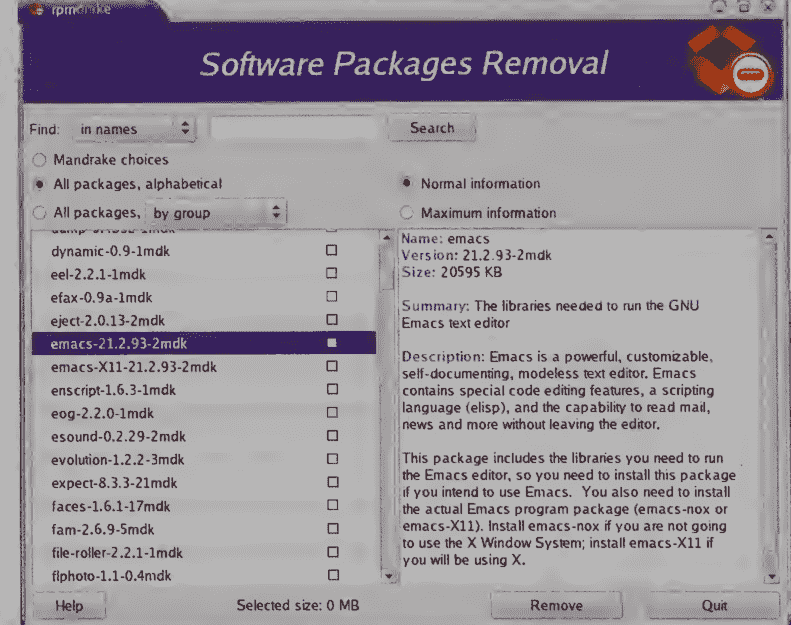 rpmdrake
Software Packages Removal
Find: in names Search
Mandrake choices
All packages, alphabetical
All packages, by group
Normal information
Maximum information
dynamic-0.9-1mdk
eel-2.2.1-1mdk
efax-0.9a-1mdk
eject-2.0.13-2mdk
emacs-21.2.93-2mdk
emacs-X11-21.2.93-2mdk
enscript-1.6.3-1mdk
eog-2.2.0-1mdk
esound-0.2.29-2mdk
evolution-1.2.2-3mdk
expect-8.3.3-21mdk
faces-1.6.1-17mdk
fam-2.6.9-5mdk
file-roller-2.2.1-1mdk
flphoto-1.1-0.4mdk
Name: emacs
Version: 21.2.93-2mdk
Size: 20595 KB
Summary: The libraries needed to run the GNU
Emacs text editor
Description: Emacs is a powerful, customizable,
self-documenting, modeless text editor. Emacs
contains special code editing features, a scripting
language (elisp), and the capability to read mail,
news and more without leaving the editor.
This package includes the libraries you need to run
the Emacs editor, so you need to install this package
if you intend to use Emacs. You also need to install
the actual Emacs program package (emacs-nox or
emacs-X11). Install emacs-nox if you are not going
to use the X Window System; install emacs-X11 if
you will be using X.
Help
Selected size: 0 MB
Remove
Quit